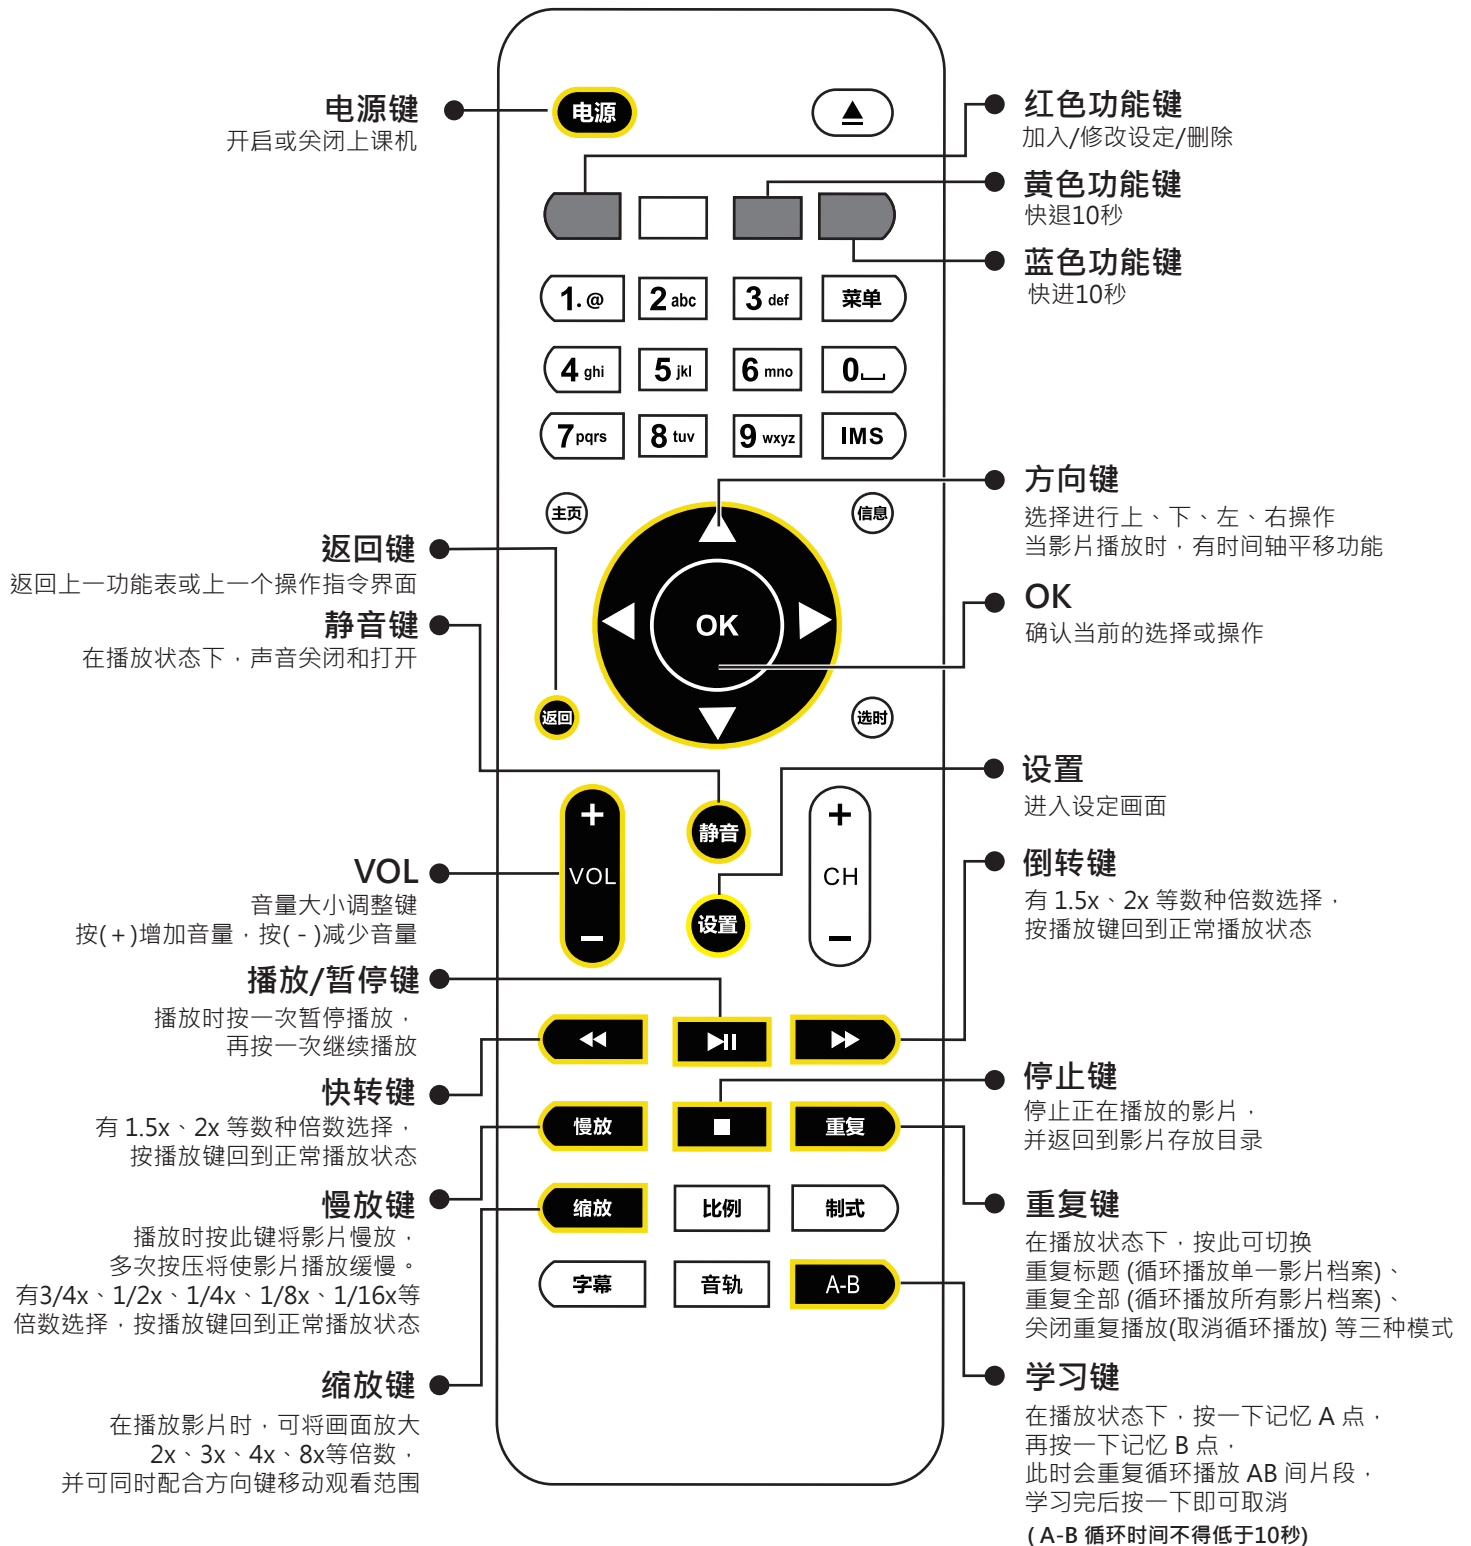 电源键
开启或关闭上课机
返回键
返回上一功能表或上一个操作指令界面
静音键
在播放状态下，声音关闭和打开
VOL
音量大小调整键
按(+)增加音量，按( - )减少音量
播放/暂停键
播放时按一次暂停播放，
再按一次继续播放
快转键
有 1.5x、2x 等数种倍数选择，
按播放键回到正常播放状态
慢放键
播放时按此键将影片慢放，
多次按压将使影片播放缓慢。
有3/4x、1/2x、1/4x、1/8x、1/16x等
倍数选择，按播放键回到正常播放状态
缩放键
在播放影片时，可将画面放大
2x、3x、4x、8x等倍数，
并可同时配合方向键移动观看范围
电源
1.@ 2 abc 3 def 菜单
4 ghi 5 jkl 6 mno 0
7 pqrs 8 tuv 9 wxyz IMS
主页 信息
OK
返回 选时
+ 静音 +
VOL CH
- 设置 -
慢放 重复
缩放 比例 制式
字幕 音轨 A-B
红色功能键
加入/修改设定/删除
黄色功能键
快退10秒
蓝色功能键
快进10秒
方向键
选择进行上、下、左、右操作
当影片播放时，有时间轴平移功能
OK
确认当前的选择或操作
设置
进入设定画面
倒转键
有 1.5x、2x 等数种倍数选择，
按播放键回到正常播放状态
停止键
停止正在播放的影片，
并返回到影片存放目录
重复键
在播放状态下，按此可切换
重复标题 (循环播放单一影片档案)、
重复全部 (循环播放所有影片档案)、
关闭重复播放(取消循环播放) 等三种模式
学习键
在播放状态下，按一下记忆 A 点，
再按一下记忆 B 点，
此时会重复循环播放 AB 间片段，
学习完后按一下即可取消
( A-B 循环时间不得低于10秒)